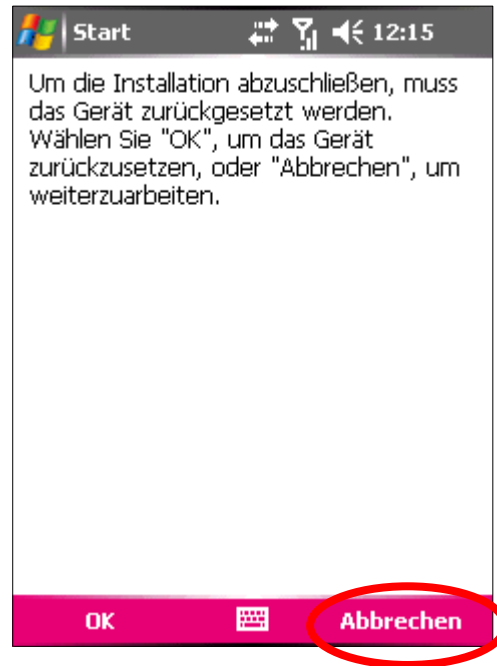 Start 12:15
Um die Installation abzuschließen, muss
das Gerät zurückgesetzt werden.
Wählen Sie "OK", um das Gerät
zurückzusetzen, oder "Abbrechen", um
weiterzuarbeiten.
OK Abbrechen